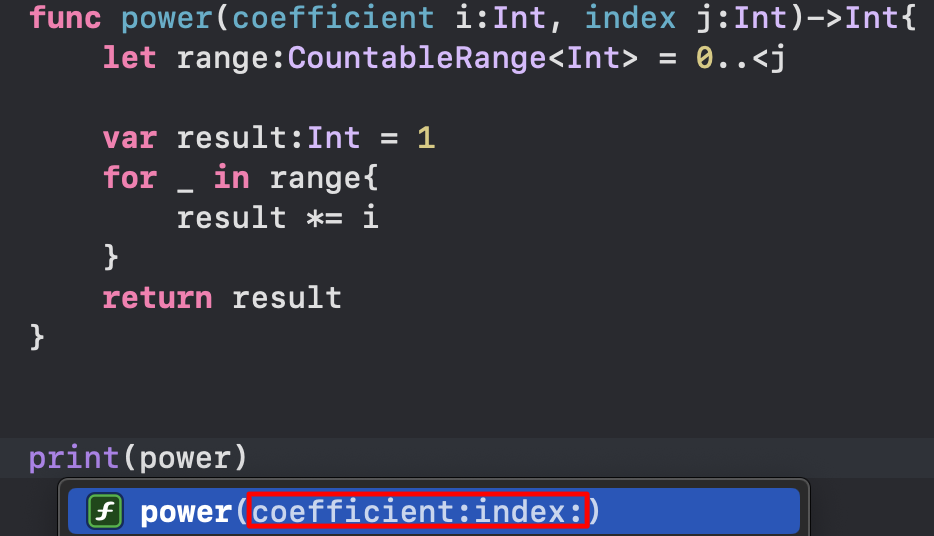 func power(coefficient i:Int, index j:Int)->Int{
    let range:CountableRange<Int> = 0..<j
    var result:Int = 1
    for _ in range{
        result *= i
    }
    return result
}
print(power)
f power(coefficient:index:)